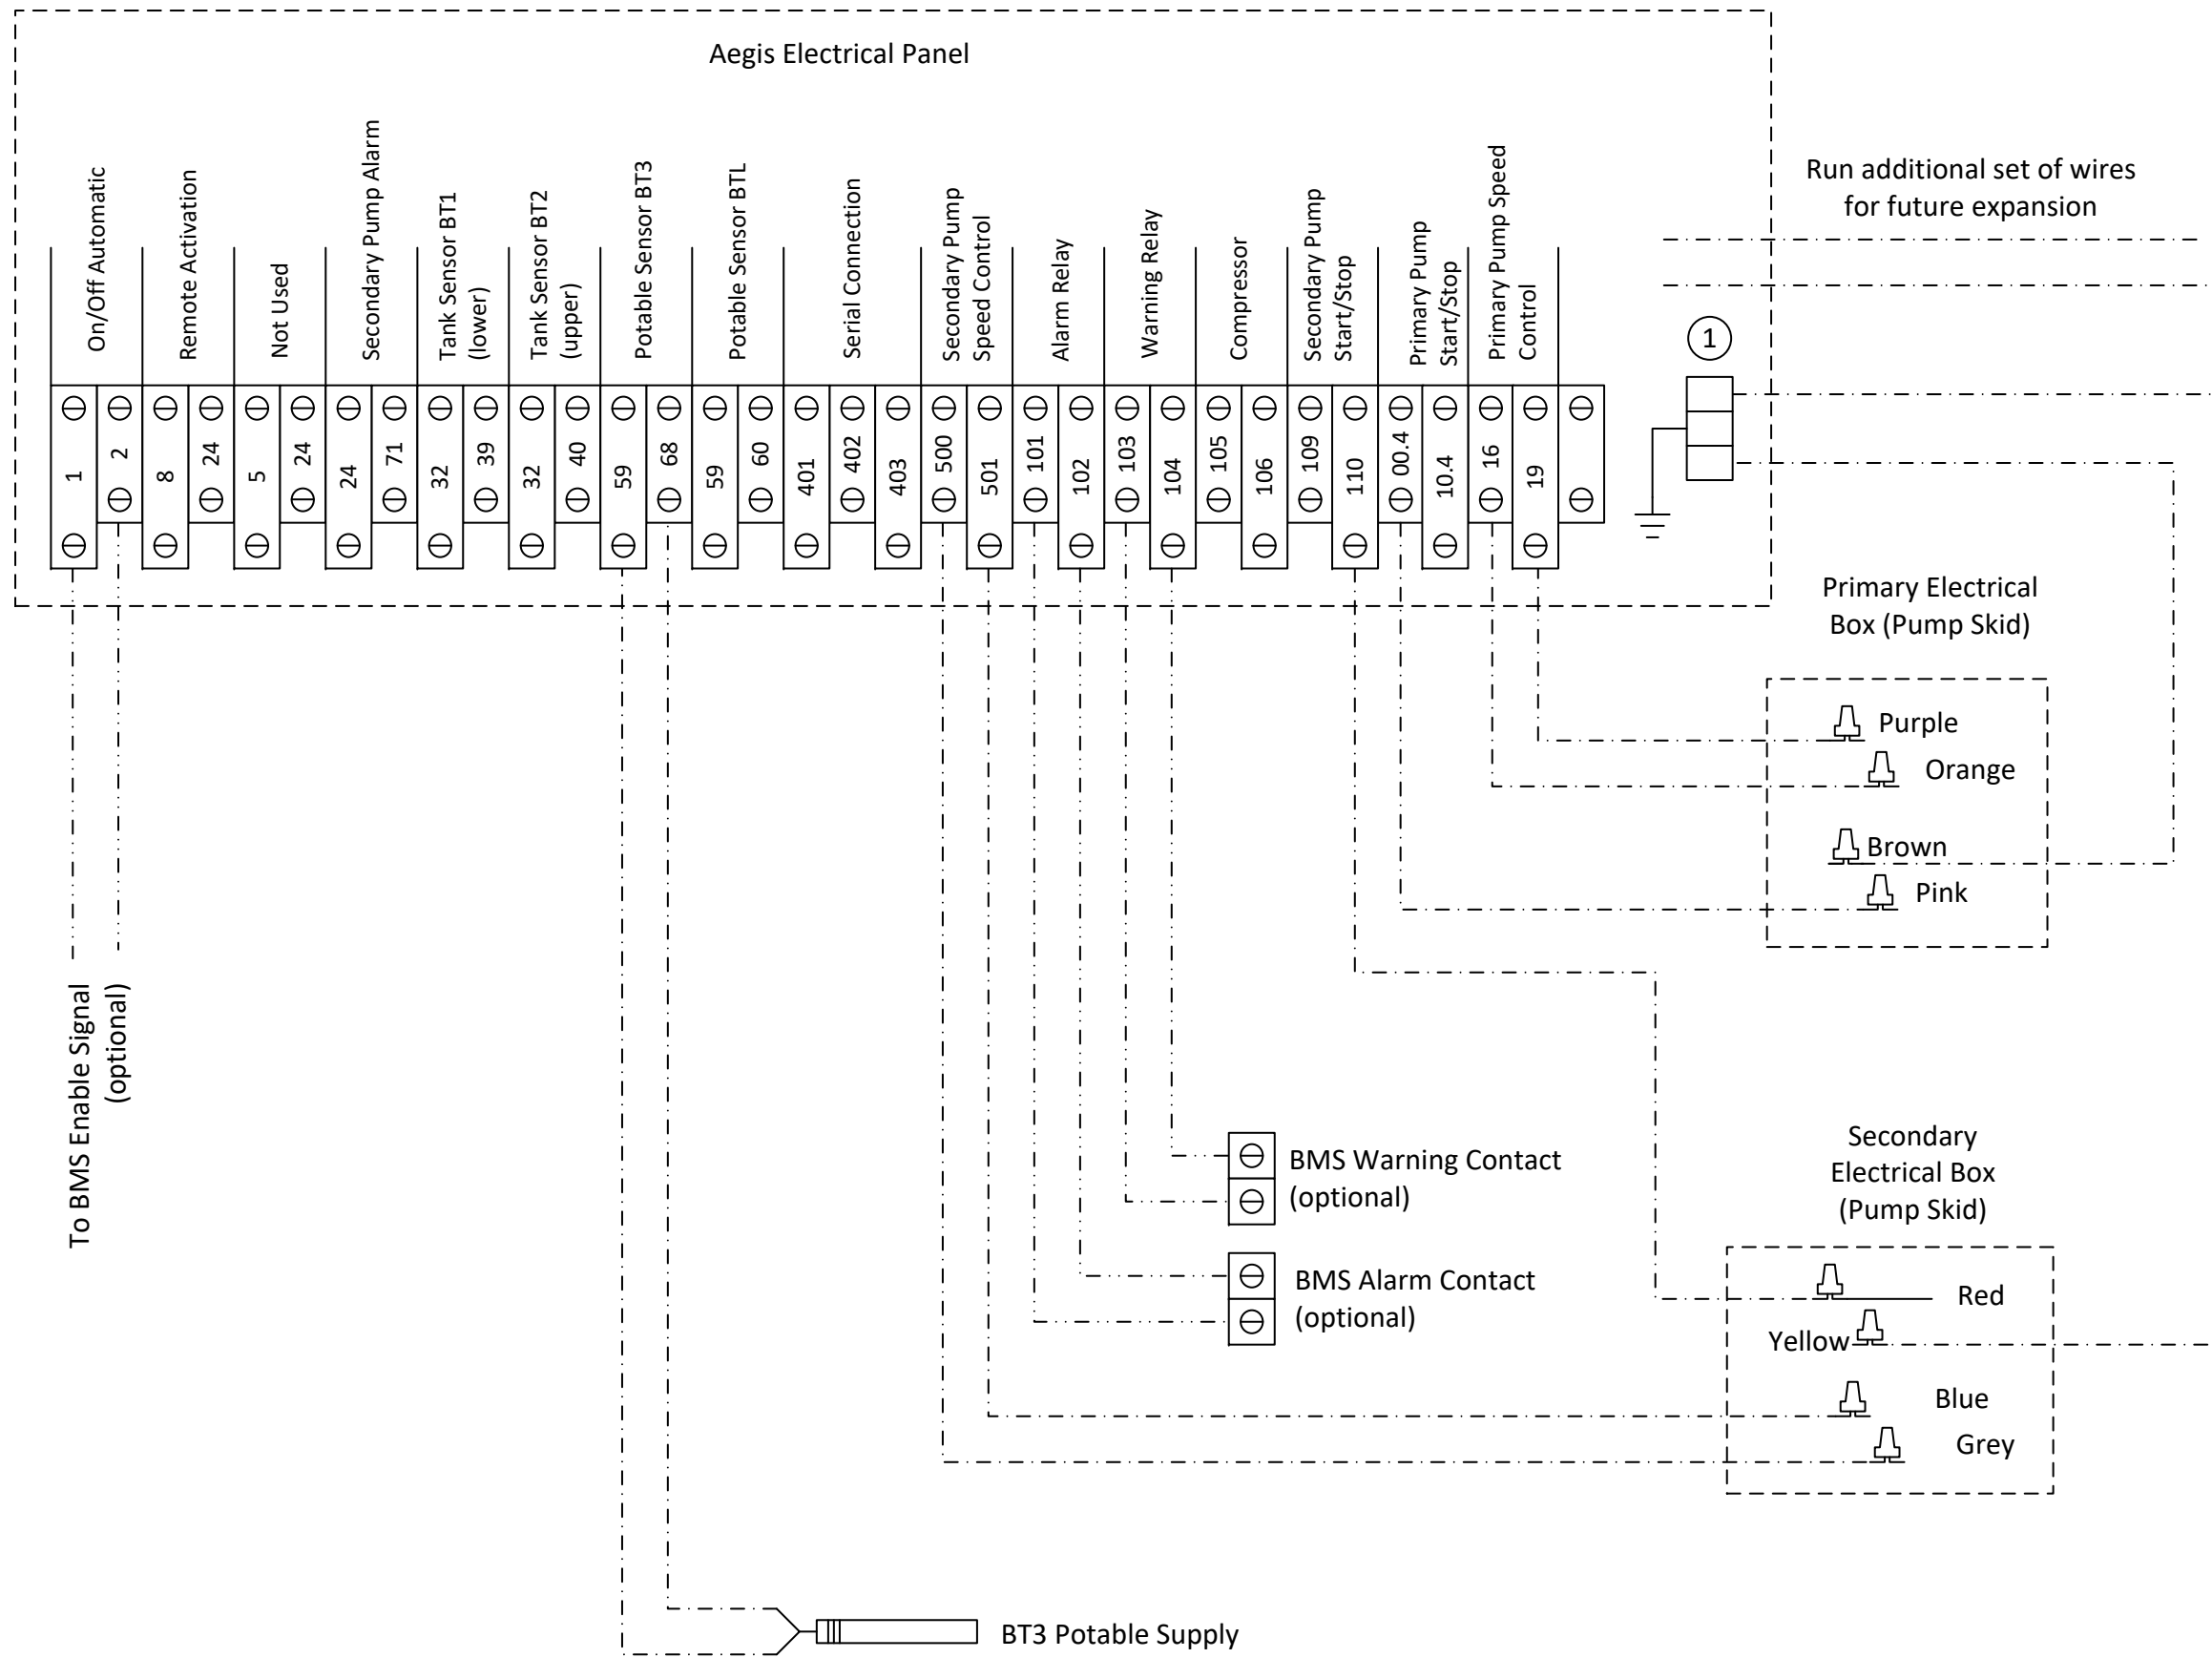 Aegis Electrical Panel
On/Off Automatic
Remote Activation
Not Used
Secondary Pump Alarm
Tank Sensor BT1
(lower)
Tank Sensor BT2
(upper)
Potable Sensor BT3
Potable Sensor BTL
Serial Connection
Secondary Pump
Speed Control
Alarm Relay
Warning Relay
Compressor
Secondary Pump
Start/Stop
Primary Pump
Start/Stop
Primary Pump Speed
Control
Run additional set of wires
for future expansion
1
1
2
8
24
5
24
24
71
32
39
32
40
59
68
59
60
401
402
403
500
501
101
102
103
104
105
106
109
110
00.4
10.4
16
19
Primary Electrical
Box (Pump Skid)
Purple
Orange
Brown
Pink
To BMS Enable Signal
(optional)
BMS Warning Contact
(optional)
BMS Alarm Contact
(optional)
Secondary
Electrical Box
(Pump Skid)
Red
Yellow
Blue
Grey
BT3 Potable Supply